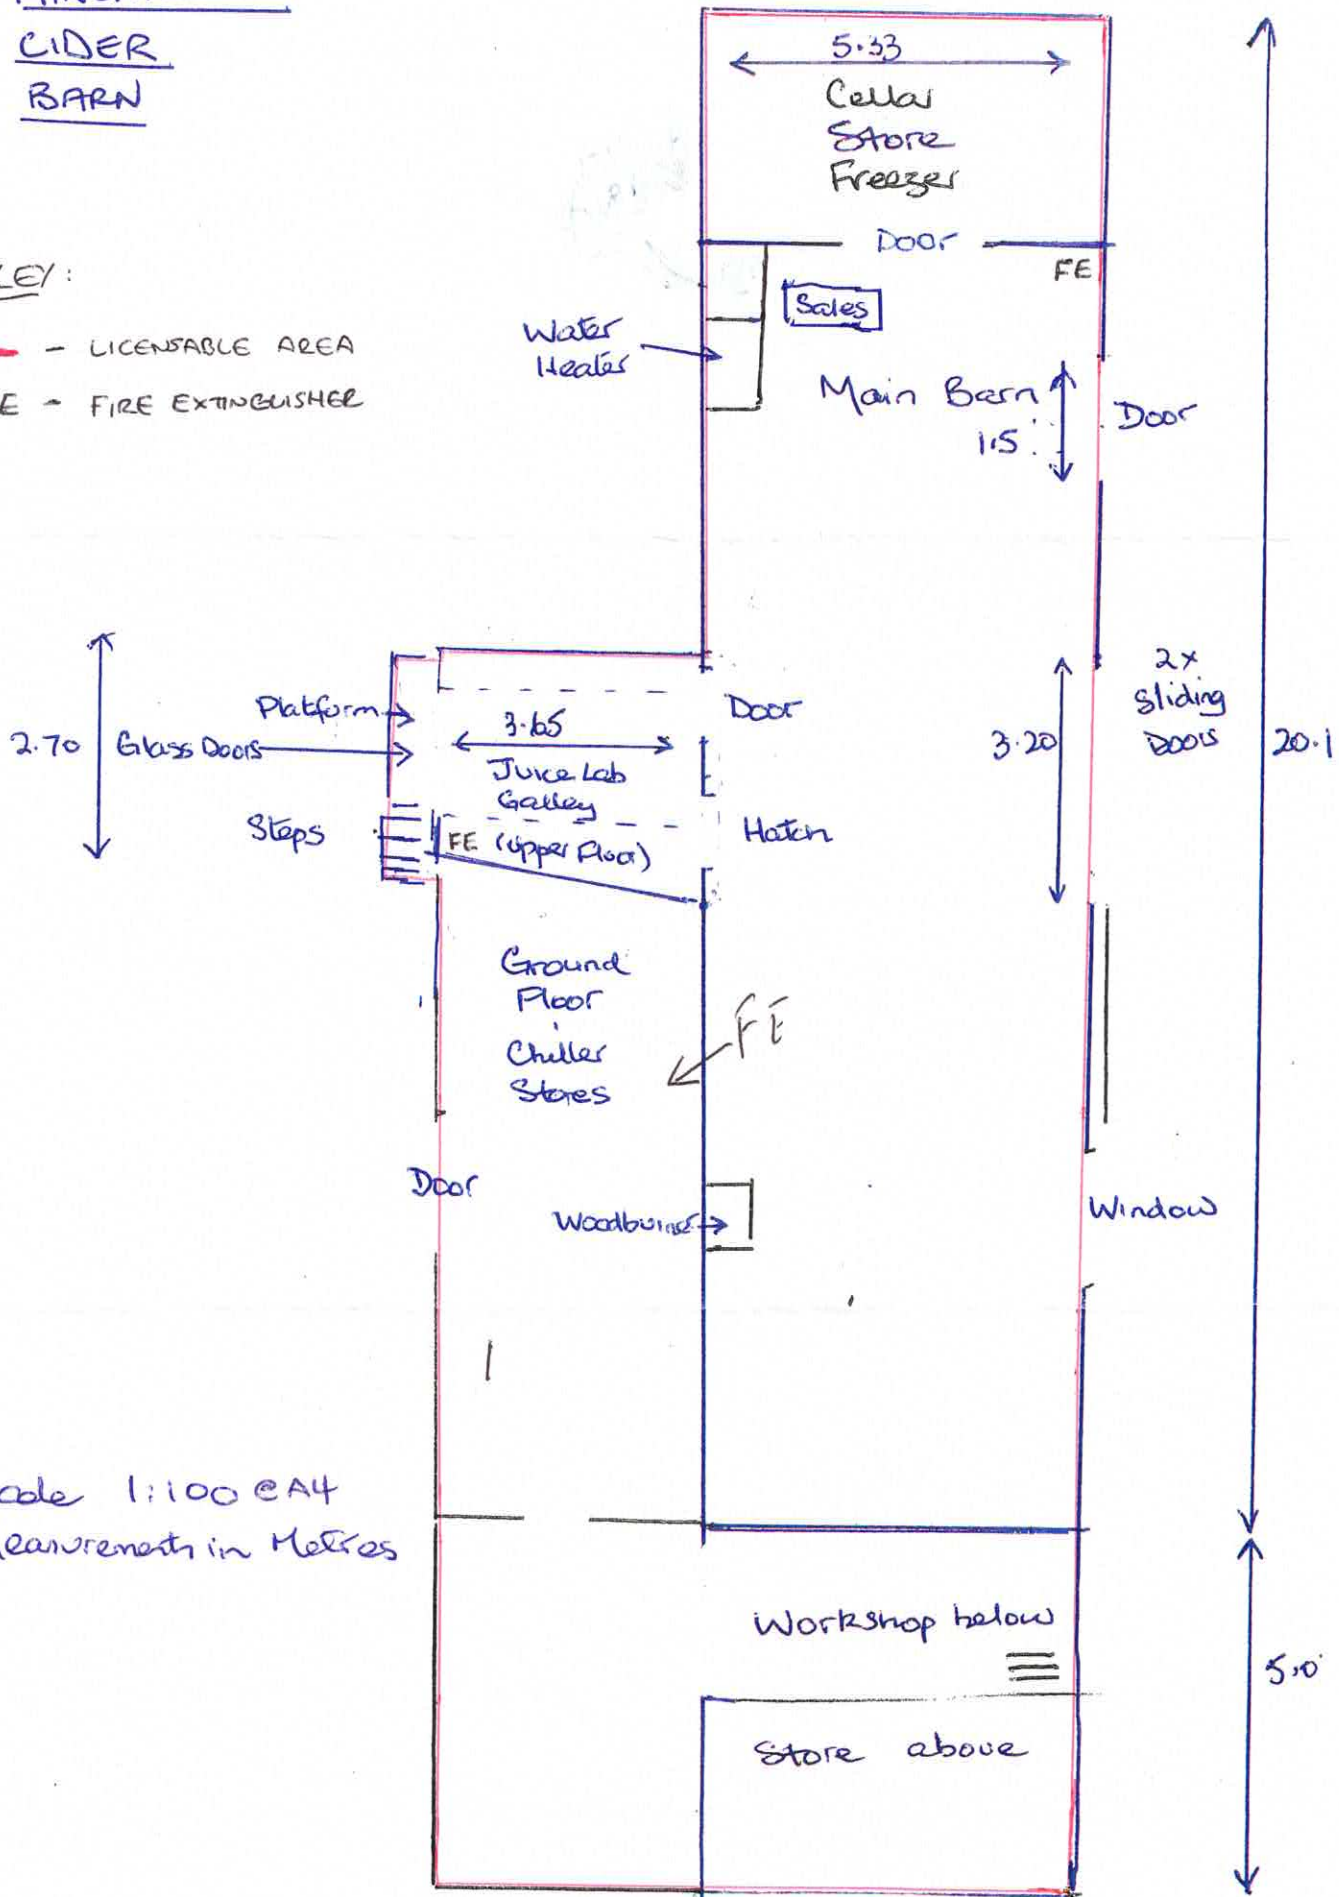 CIDER
BARN
5.33
Cellar
Store
Freezer
Door
FE
KEY:
- LICENSABLE AREA
E - FIRE EXTINGUISHER
Sales
Water
Heater
Main Barn
1.5
Door
2.70
Platform
Glass Doors
Steps
3.65
Juice Lab
Galley
FE (upper Floor)
Door
Hatch
3.20
2x
Sliding
Doors
20.1
Ground
Floor
Chiller
Stores
FE
Door
Woodburner
Window
cale 1:100 @ A4
easurements in Metres
Workshop below
5.0
Store above